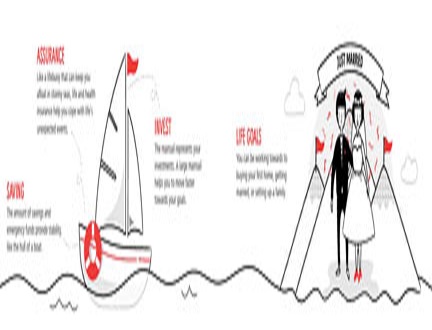 ASSURANCE
Like a lifebuoy that can keep you
afloat in stormy seas, life and health
insurance help you cope with life's
unexpected events.
INVEST
The mainsail represents your
investments. A large mainsail
helps you to move faster
towards your goals.
SAVING
The amount of savings and
emergency funds provide stability
like the hull of a boat.
LIFE GOALS
You can be working towards
buying your first home, getting
married, or setting up a family.
JUST MARRIED